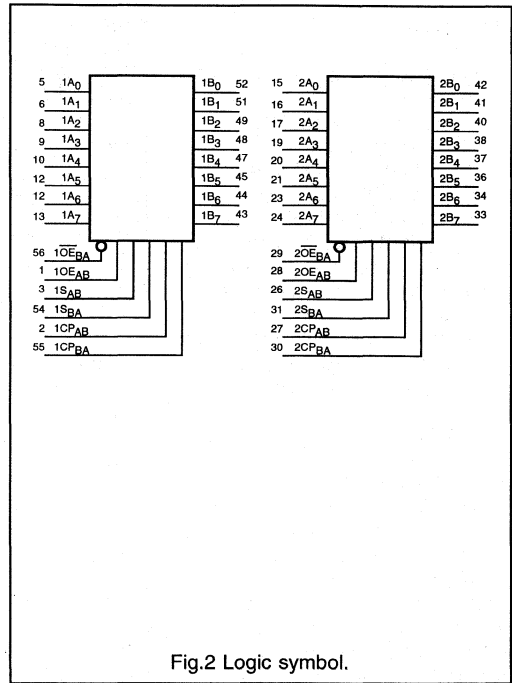 5 1A0 1B0 52
6 1A1 1B1 51
8 1A2 1B2 49
9 1A3 1B3 48
10 1A4 1B4 47
12 1A5 1B5 45
12 1A6 1B6 44
13 1A7 1B7 43
56 1O̅E̅BA
1 1OEAB
3 1SAB
54 1SBA
2 1CPAB
55 1CPBA
15 2A0 2B0 42
16 2A1 2B1 41
17 2A2 2B2 40
19 2A3 2B3 38
20 2A4 2B4 37
21 2A5 2B5 36
23 2A6 2B6 34
24 2A7 2B7 33
29 2O̅E̅BA
28 2OEAB
26 2SAB
31 2SBA
27 2CPAB
30 2CPBA
Fig.2 Logic symbol.